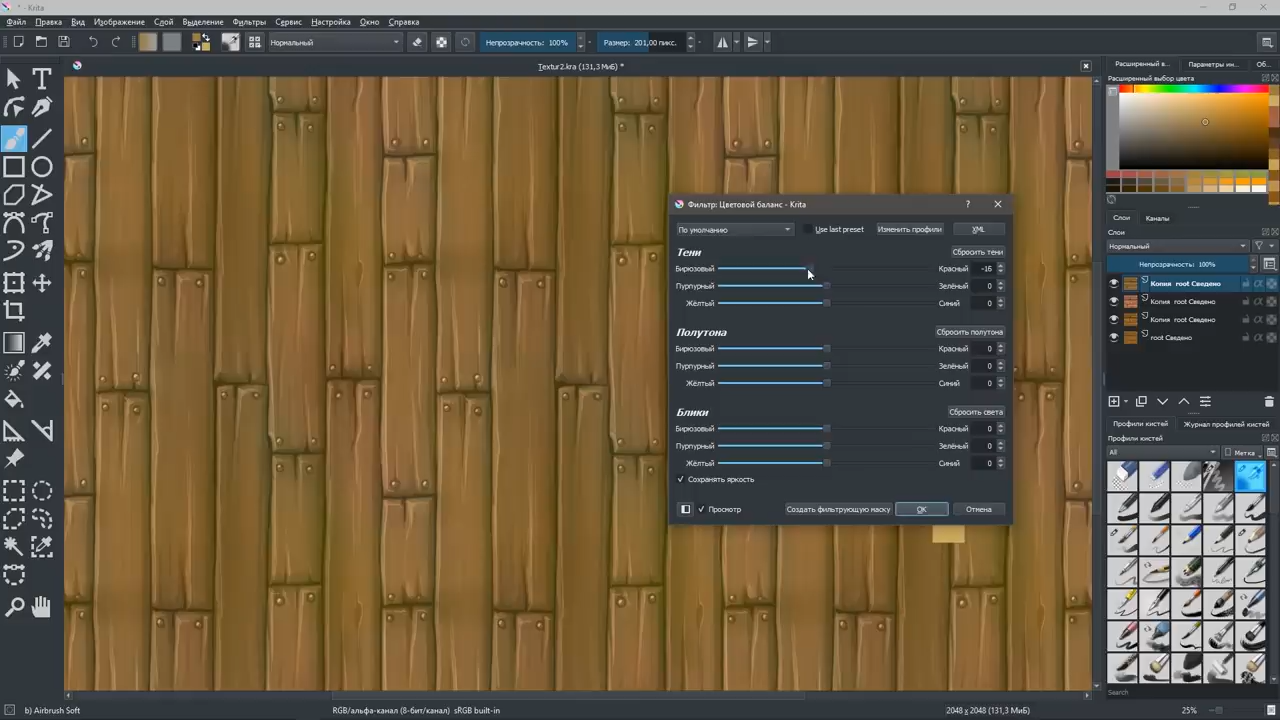 * - Krita
Файл Правка Вид Изображение Слой Выделение Фильтры Сервис Настройка Окно Справка
Нормальный Непрозрачность: 100% Размер: 201,00 пикс.
Textur2.kra (131,3 МиБ) *
Расширенный в... Параметры ин... Об...
Расширенный выбор цвета
Фильтр: Цветовой баланс - Krita ?
По умолчанию Use last preset Изменить профили XML
Тени Сбросить тени
Бирюзовый Красный -16
Пурпурный Зелёный 0
Жёлтый Синий 0
Полутона Сбросить полутона
Бирюзовый Красный 0
Пурпурный Зелёный 0
Жёлтый Синий 0
Блики Сбросить света
Бирюзовый Красный 0
Пурпурный Зелёный 0
Жёлтый Синий 0
Сохранять яркость
Просмотр Создать фильтрующую маску ОК Отмена
Слои Каналы
Слои
Нормальный
Непрозрачность: 100%
Копия root Сведено
Копия root Сведено
Копия root Сведено
root Сведено
Профили кистей Журнал профилей кистей
Профили кистей
All Метка
Search
b) Airbrush Soft RGB/альфа-канал (8-бит/канал) sRGB built-in 2048 x 2048 (131,3 МиБ) 25%